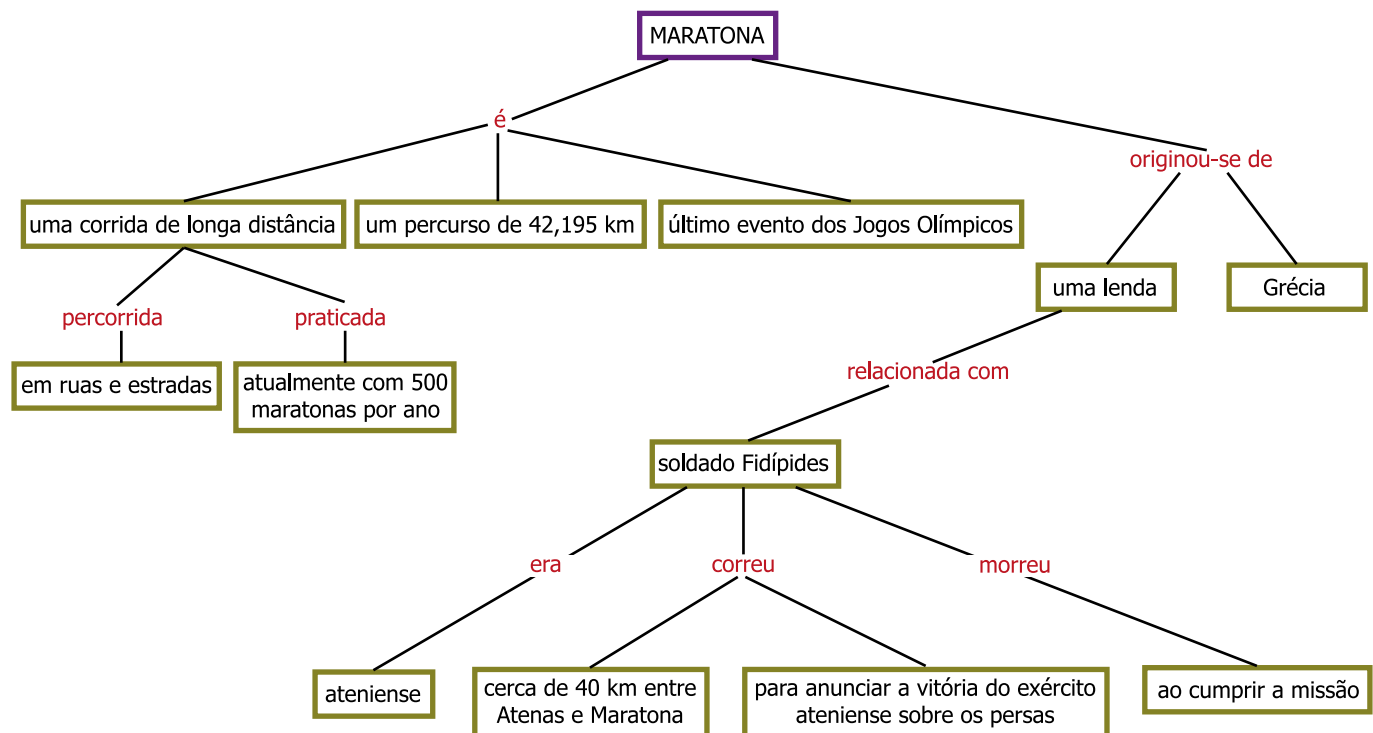 MARATONA
é
originou-se de
uma corrida de longa distância
um percurso de 42,195 km
último evento dos Jogos Olímpicos
uma lenda
Grécia
percorrida
praticada
em ruas e estradas
atualmente com 500
maratonas por ano
relacionada com
soldado Fidípides
era
correu
morreu
ateniense
cerca de 40 km entre
Atenas e Maratona
para anunciar a vitória do exército
ateniense sobre os persas
ao cumprir a missão